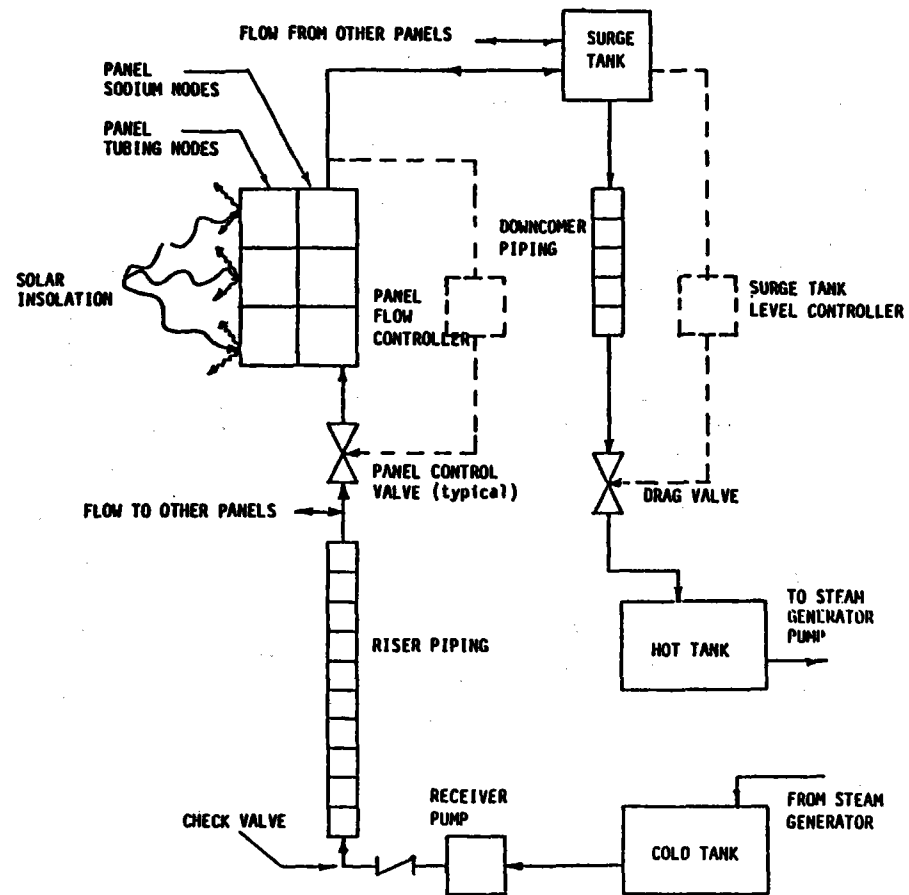 FLOW FROM OTHER PANELS
SURGE
TANK
PANEL
SODIUM NODES
PANEL
TUBING NODES
DOWNCOMER
PIPING
SOLAR
INSOLATION
PANEL
FLOW
CONTROLLER
SURGE TANK
LEVEL CONTROLLER
PANEL CONTROL
VALVE (typical)
DRAG VALVE
FLOW TO OTHER PANELS
TO STEAM
GENERATOR
PUMP
RISER PIPING
HOT TANK
RECEIVER
PUMP
FROM STEAM
GENERATOR
CHECK VALVE
COLD TANK